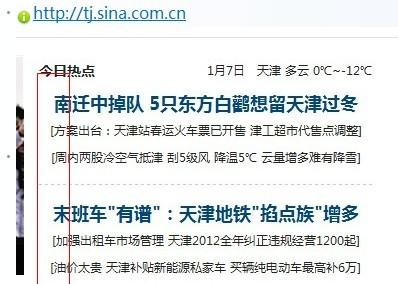 http://tj.sina.com.cn
今日热点 1月7日 天津 多云 0℃~-12℃
南迁中掉队 5只东方白鹳想留天津过冬
[方案出台：天津站春运火车票已开售 津工超市代售点调整]
[周内两股冷空气抵津 刮5级风 降温5℃ 云量增多难有降雪]
末班车"有谱"：天津地铁"掐点族"增多
[加强出租车市场管理 天津2012全年纠正违规经营1200起]
[油价太贵 天津补贴新能源私家车 买辆纯电动车最高补6万]